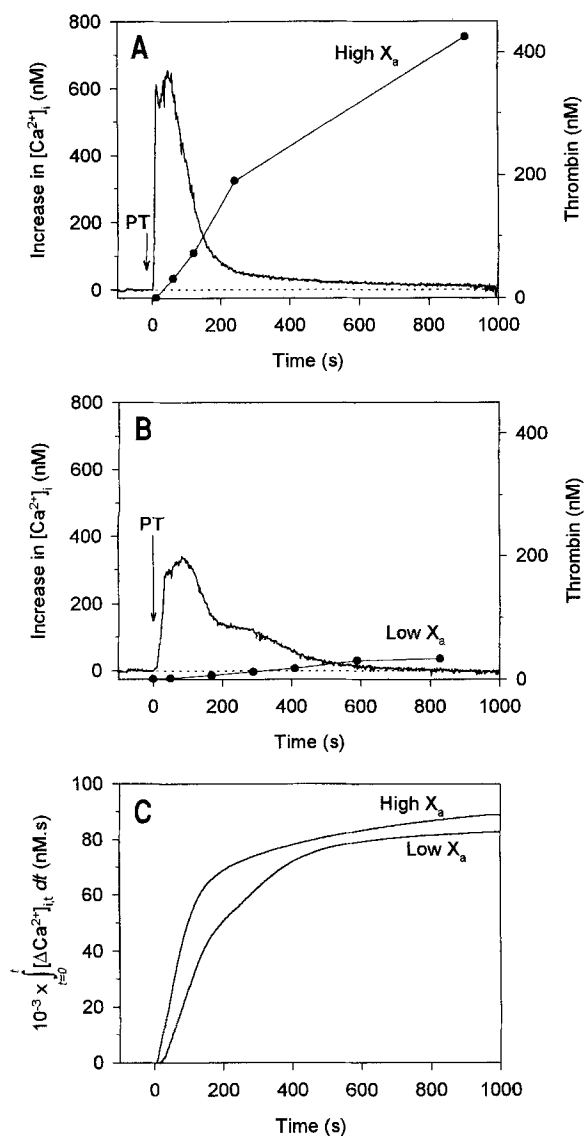 A
High Xₐ
PT
Increase in [Ca²⁺]ᵢ (nM)
800
600
400
200
0
Thrombin (nM)
400
200
0
0 200 400 600 800 1000
Time (s)
B
PT
Low Xₐ
Increase in [Ca²⁺]ᵢ (nM)
800
600
400
200
0
Thrombin (nM)
400
200
0
0 200 400 600 800 1000
Time (s)
C
High Xₐ
Low Xₐ
10⁻³ x ∫ᵗₜ₌₀ [ΔCa²⁺]ᵢ,ₜ dt (nM.s)
100
80
60
40
20
0
0 200 400 600 800 1000
Time (s)